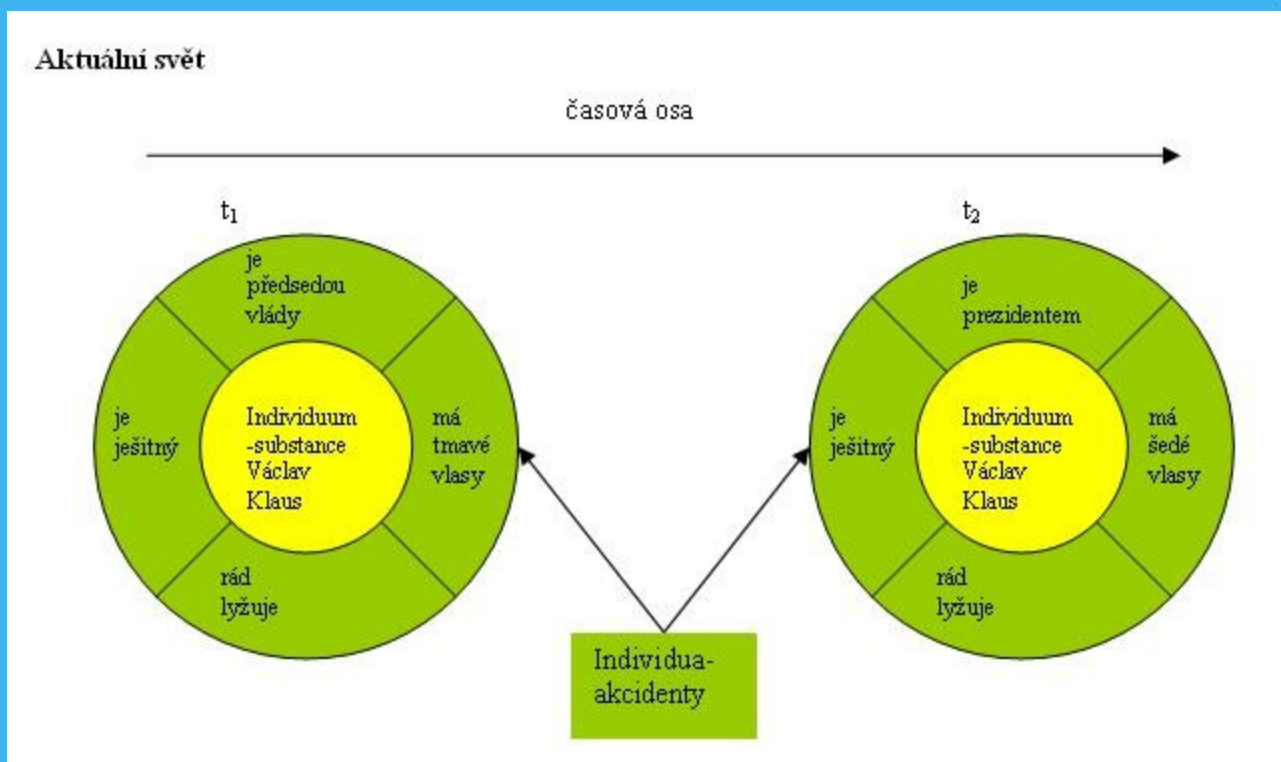 Aktuální svět
časová osa
t₁
je
předsedou
vlády
je
ješitný
Individuum
-substance
Václav
Klaus
má
tmavé
vlasy
rád
lyžuje
t₂
je
prezidentem
je
ješitný
Individuum
-substance
Václav
Klaus
má
šedé
vlasy
rád
lyžuje
Individua-
akcidenty